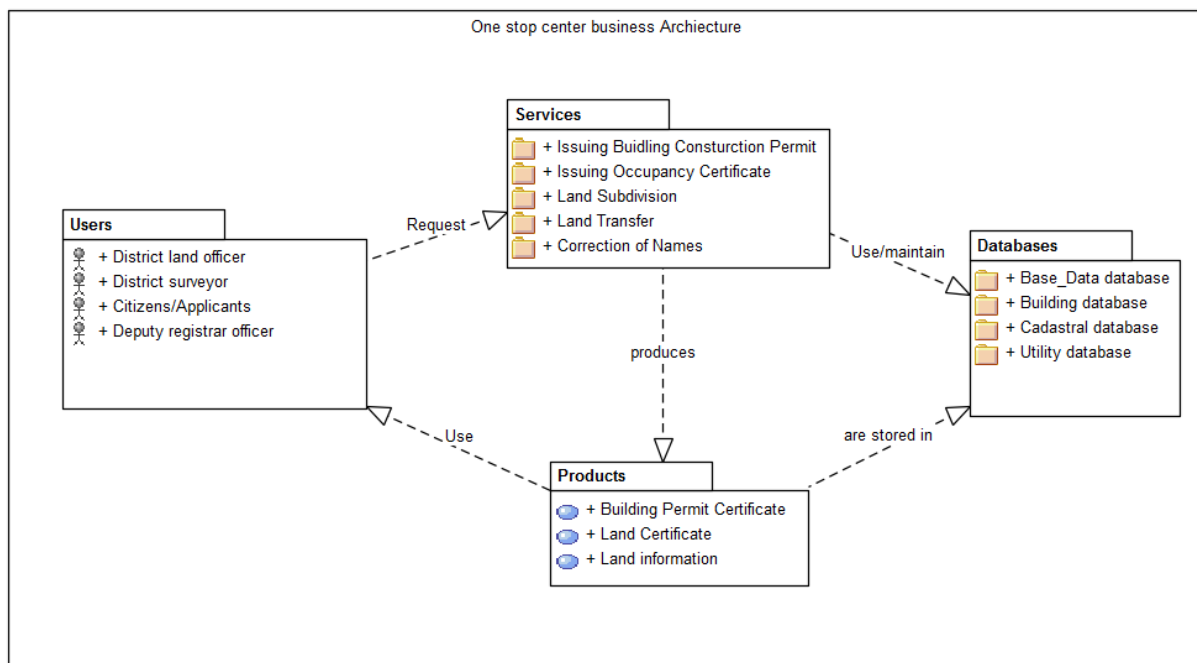 One stop center business Archiecture
Services
+ Issuing Buidling Consturction Permit
+ Issuing Occupancy Certificate
+ Land Subdivision
+ Land Transfer
+ Correction of Names
Users
+ District land officer
+ District surveyor
+ Citizens/Applicants
+ Deputy registrar officer
Request
Use/maintain
Databases
+ Base_Data database
+ Building database
+ Cadastral database
+ Utility database
produces
Use
are stored in
Products
+ Building Permit Certificate
+ Land Certificate
+ Land information